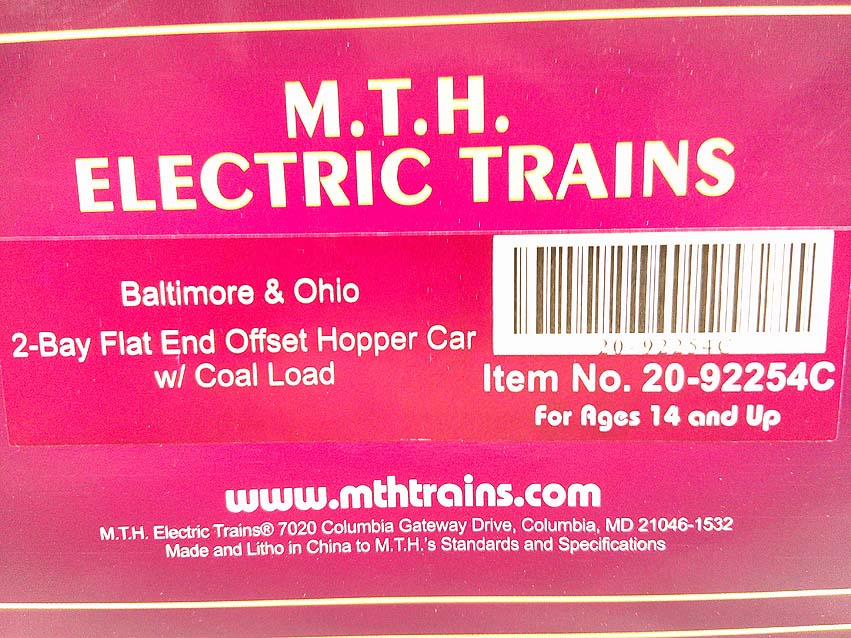 M.T.H.
ELECTRIC TRAINS
Baltimore & Ohio
2-Bay Flat End Offset Hopper Car
w/ Coal Load
20-92254C
Item No. 20-92254C
For Ages 14 and Up
www.mthtrains.com
M.T.H. Electric Trains® 7020 Columbia Gateway Drive, Columbia, MD 21046-1532
Made and Litho in China to M.T.H.'s Standards and Specifications